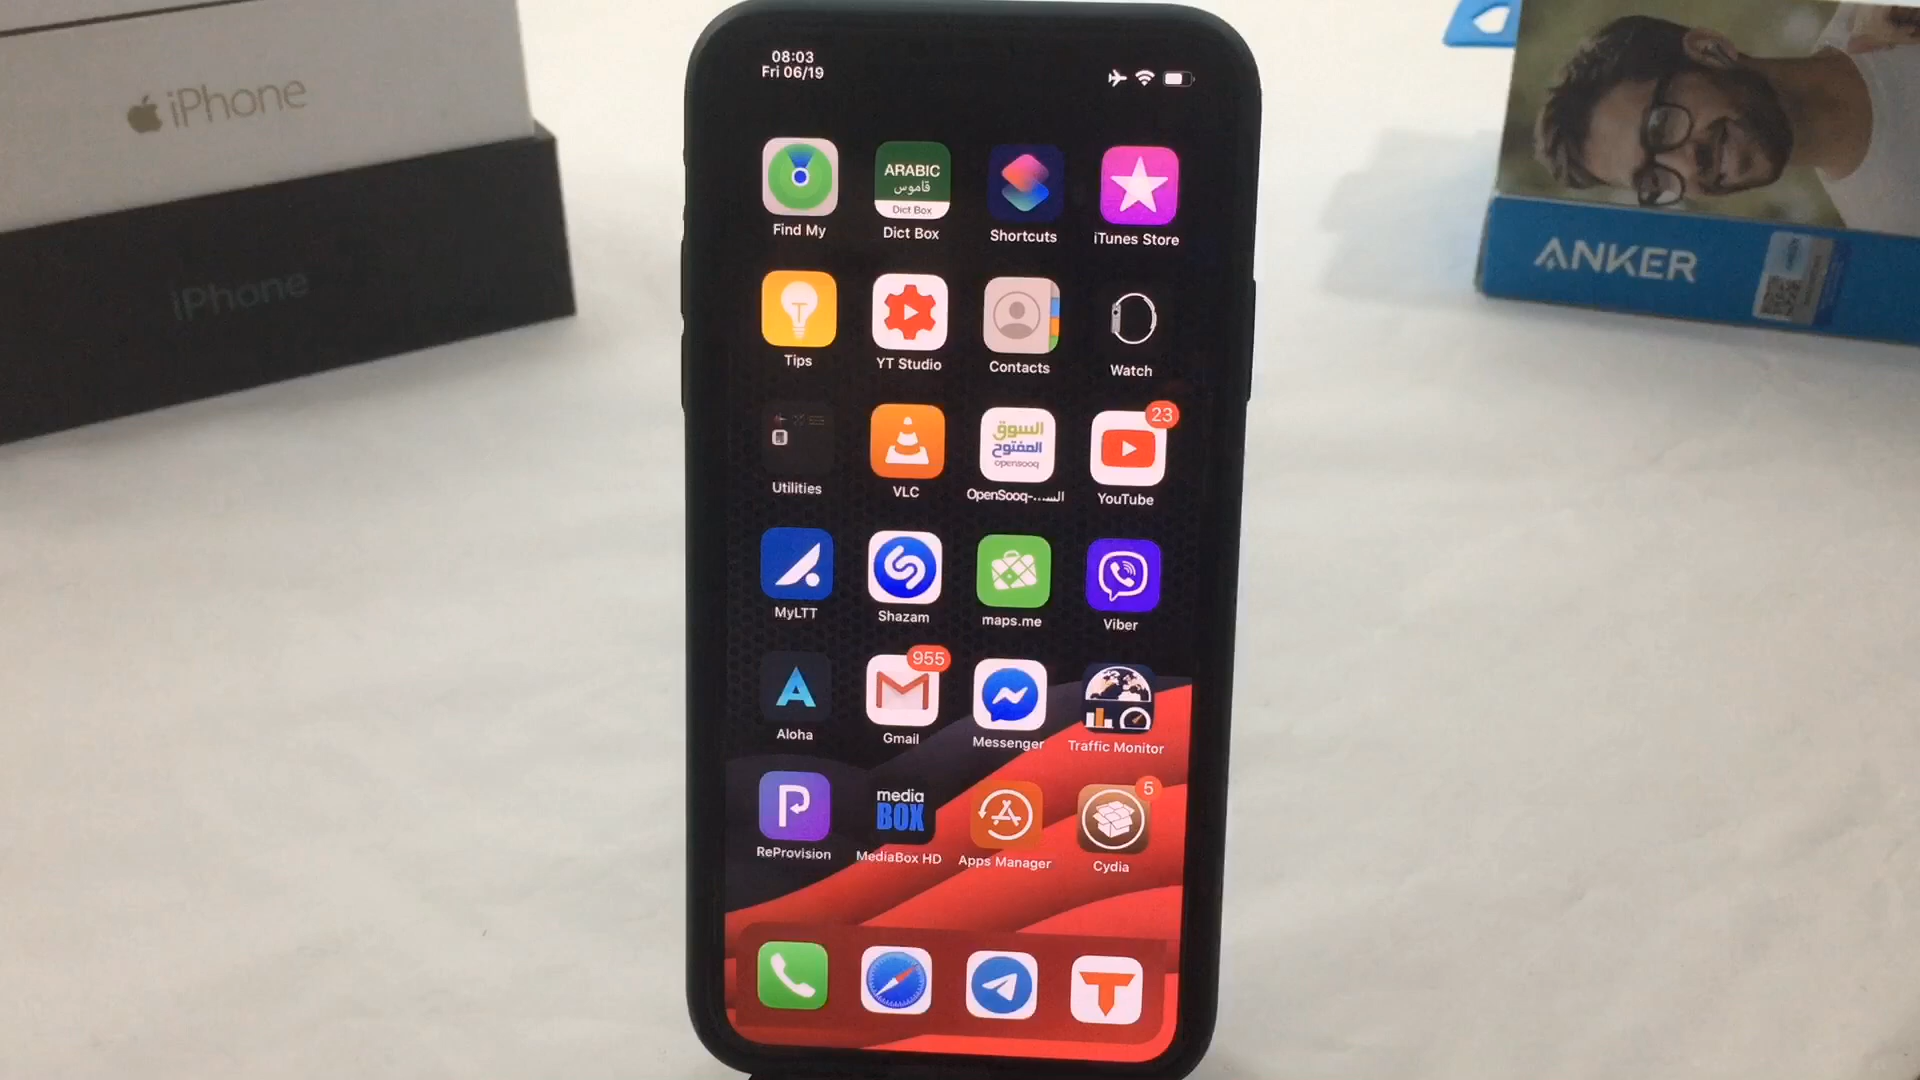 iPhone
iPhone
ANKER
08:03
Fri 06/19
ARABIC
قاموس
Dict Box
Find My
Dict Box
Shortcuts
iTunes Store
Tips
YT Studio
Contacts
Watch
السوق
المفتوح
opensooq
23
Utilities
VLC
OpenSooq-...الس
YouTube
MyLTT
Shazam
maps.me
Viber
955
Aloha
Gmail
Messenger
Traffic Monitor
media
BOX
5
ReProvision
MediaBox HD
Apps Manager
Cydia